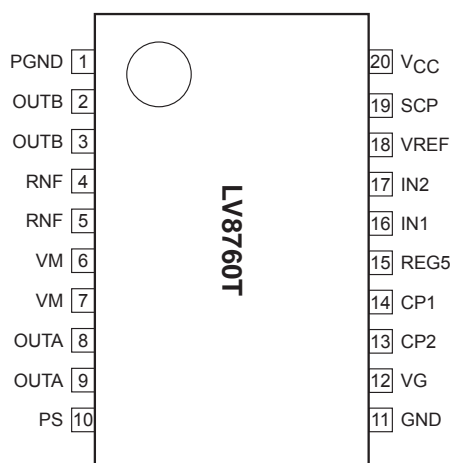 PGND 1
OUTB 2
OUTB 3
RNF 4
RNF 5
VM 6
VM 7
OUTA 8
OUTA 9
PS 10
LV8760T
20 VCC
19 SCP
18 VREF
17 IN2
16 IN1
15 REG5
14 CP1
13 CP2
12 VG
11 GND